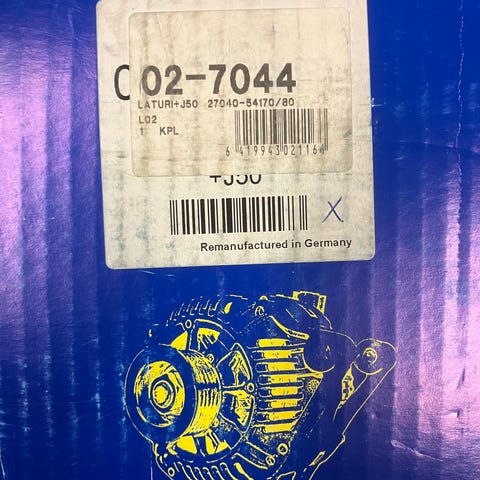 02-7044
LATURI+J50 27040-54170/80
L02
1 KPL
6 419943 021164
+J50
X
Remanufactured in Germany